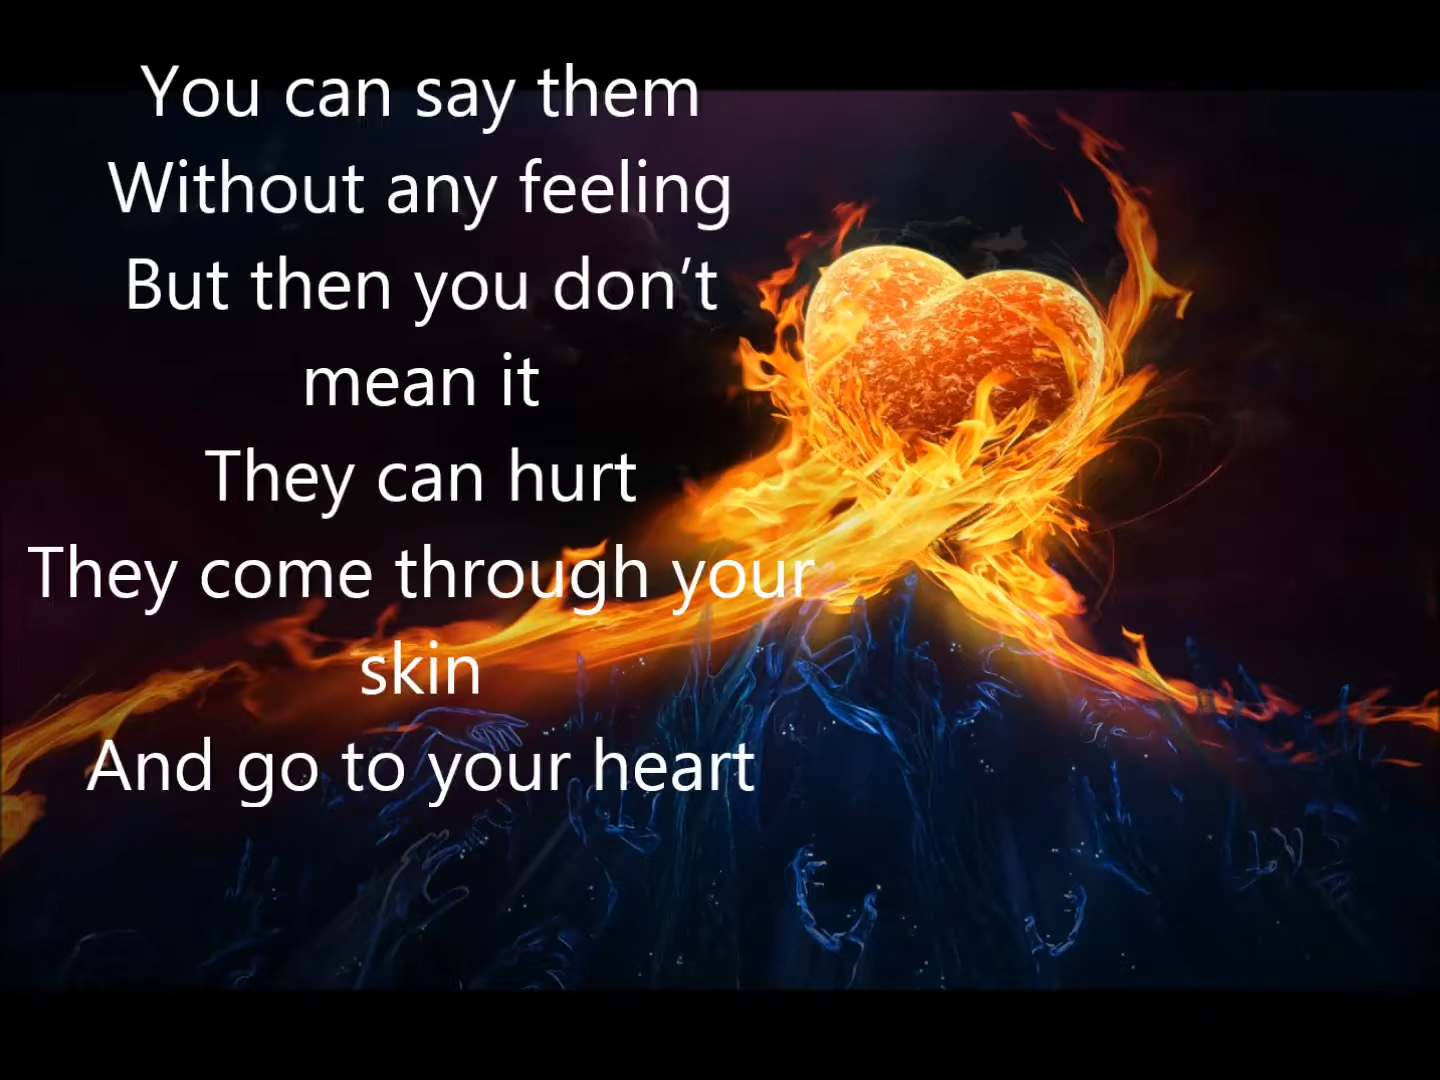 You can say them
Without any feeling
But then you don’t
mean it
They can hurt
They come through your
skin
And go to your heart